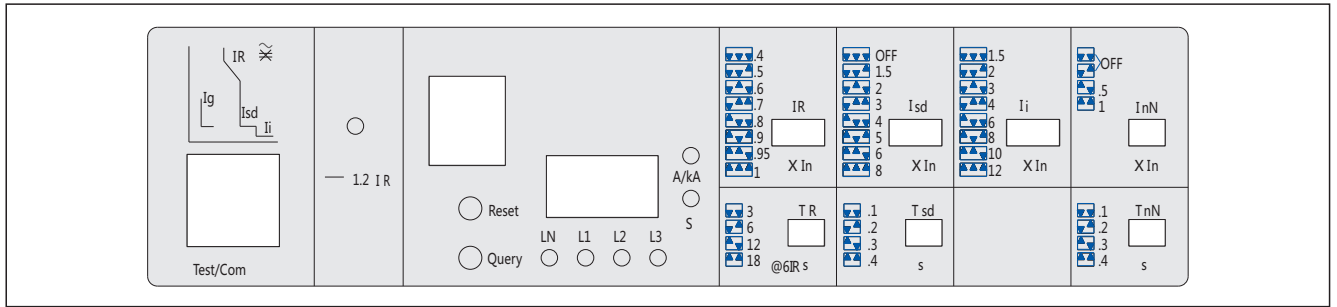 IR
Ig
Isd
Ii
Test/Com
1.2 IR
Reset
Query
LN L1 L2 L3
A/kA
S
.4
.5
.6
.7
.8
.9
.95
1
IR
X In
OFF
1.5
2
3
4
5
6
8
Isd
X In
1.5
2
3
4
6
8
10
12
Ii
X In
OFF
.5
1
InN
X In
3
6
12
18
TR
@6IR s
.1
.2
.3
.4
Tsd
s
.1
.2
.3
.4
TnN
s